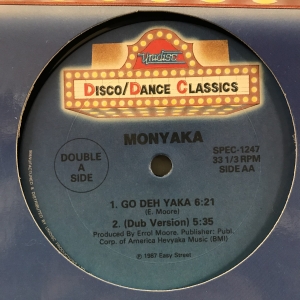 Unidisc
DISCO/DANCE CLASSICS
MONYAKA
DOUBLE
A
SIDE
SPEC-1247
33 1/3 RPM
SIDE AA
1. GO DEH YAKA 6:21
(E. Moore)
2. (Dub Version) 5:35
Produced by Errol Moore. Publisher: Publ.
Corp. of America Hevyaka Music (BMI)
℗ 1987 Easy Street